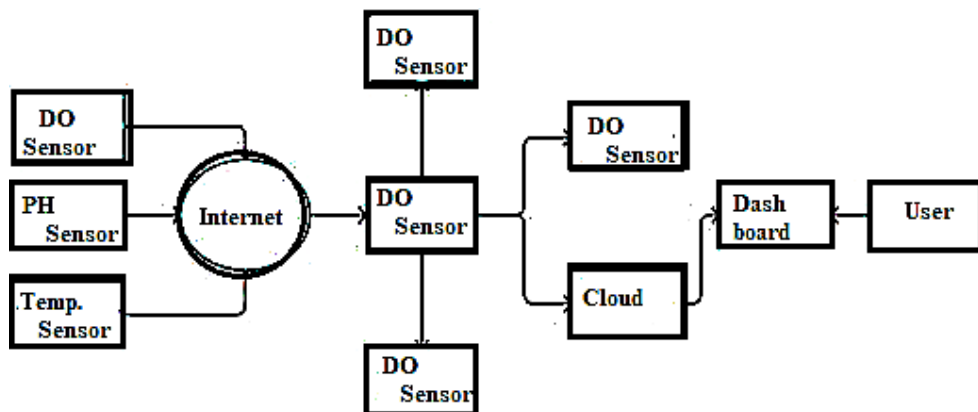 DO
Sensor
DO
Sensor
PH
Sensor
.Temp.
Sensor
Internet
DO
Sensor
DO
Sensor
DO
Sensor
Cloud
Dash
board
User